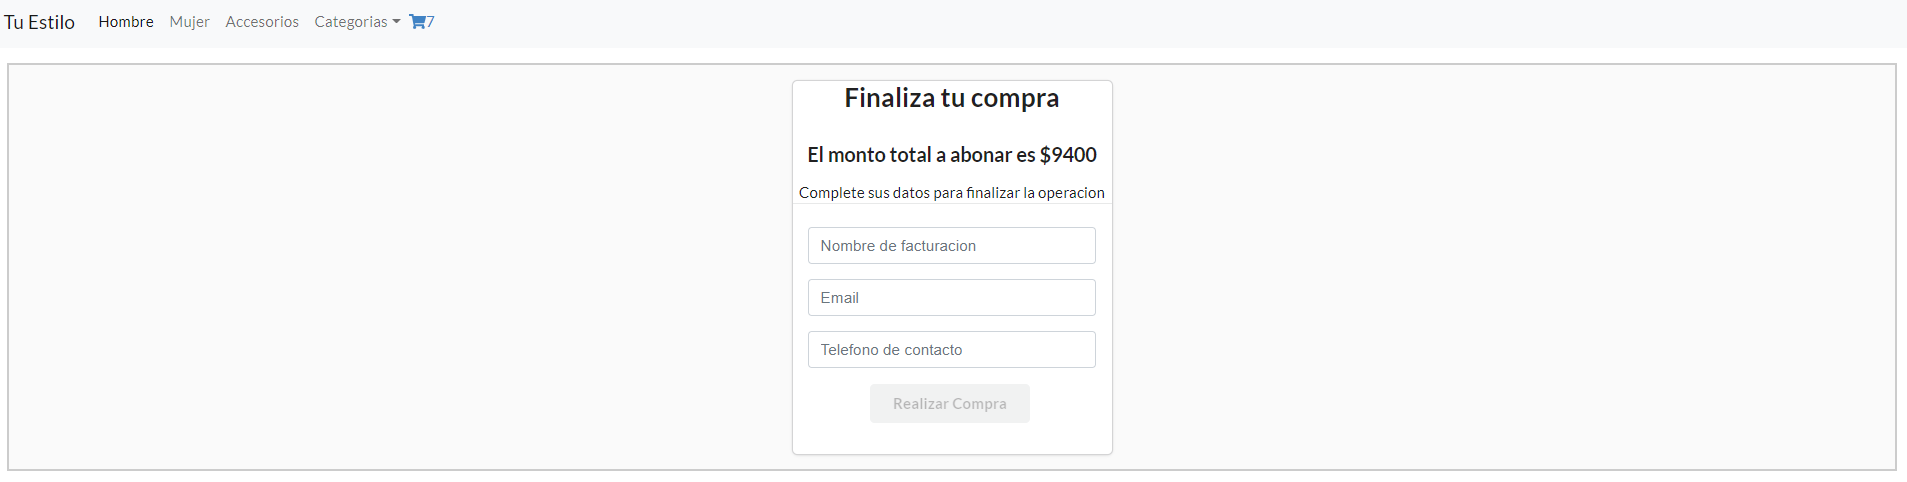 Tu Estilo Hombre Mujer Accesorios Categorias 7
Finaliza tu compra
El monto total a abonar es $9400
Complete sus datos para finalizar la operacion
Nombre de facturacion
Email
Telefono de contacto
Realizar Compra